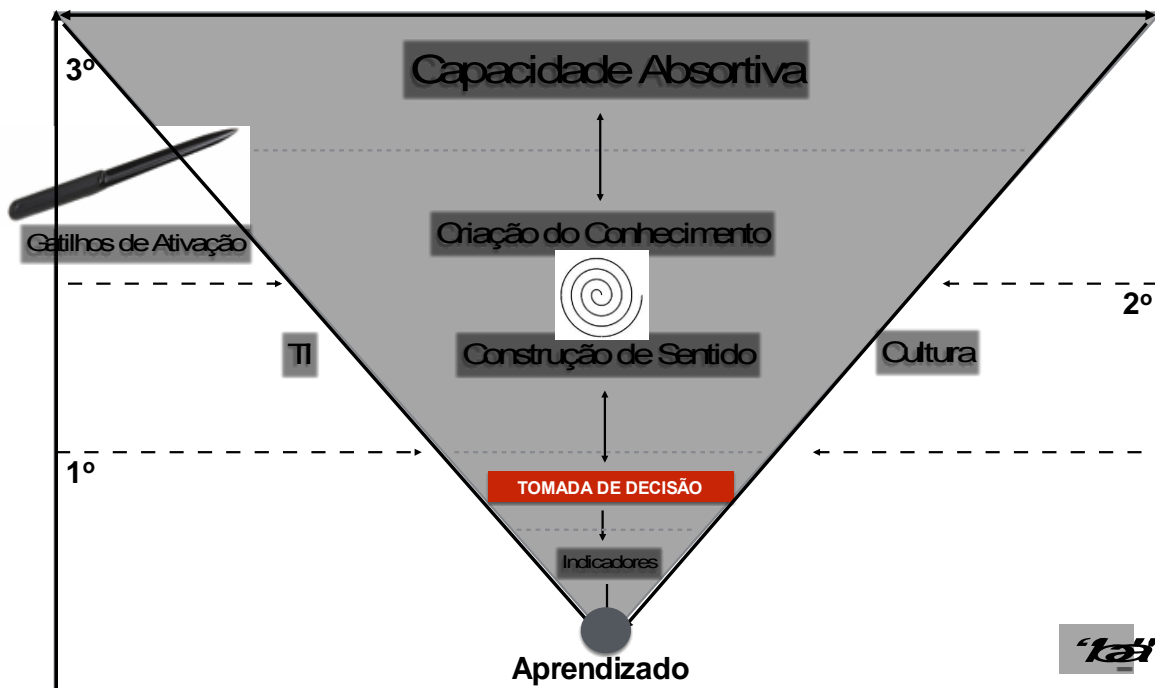 3º
Capacidade Absortiva
Gatilhos de Ativação
Criação do Conhecimento
2º
TI
Construção de Sentido
Cultura
1º
TOMADA DE DECISÃO
Indicadores
Aprendizado